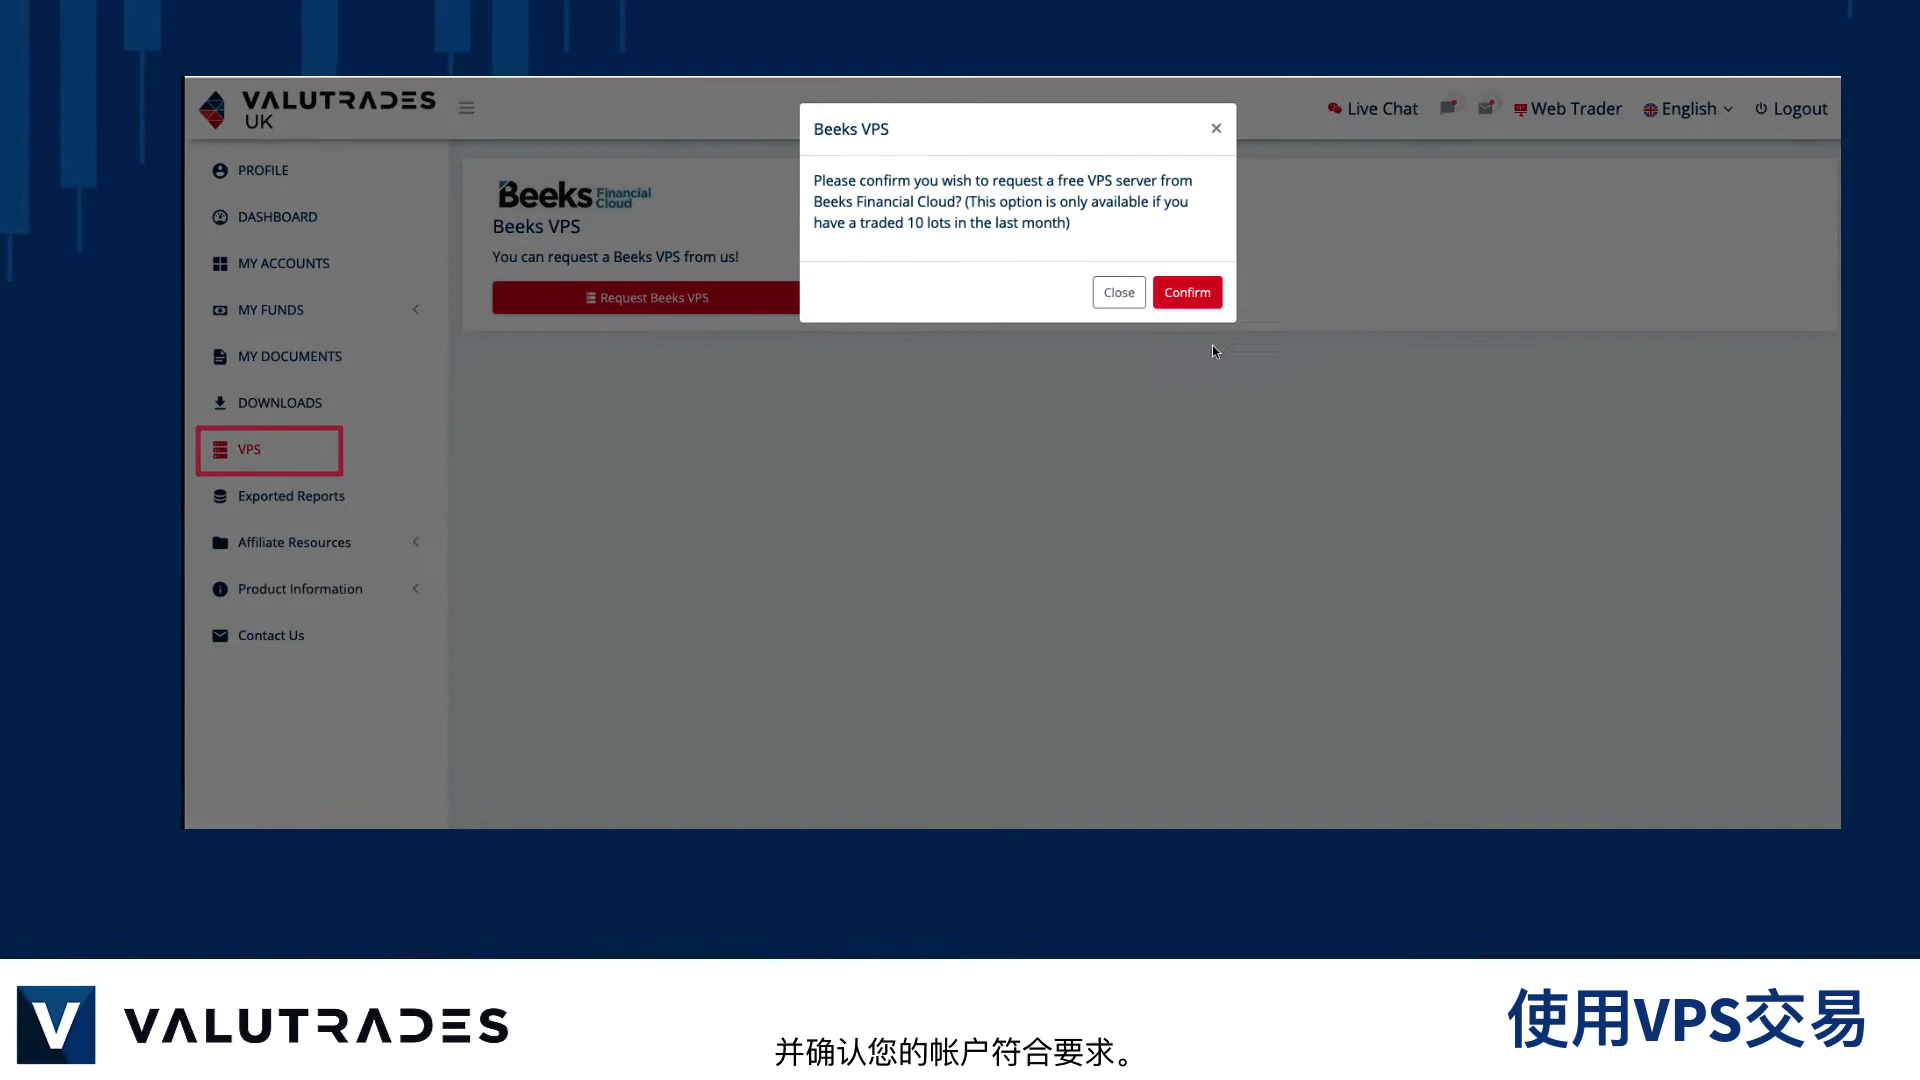 VALUTRADES
UK
Live Chat
Web Trader
English
Logout
PROFILE
DASHBOARD
MY ACCOUNTS
MY FUNDS
MY DOCUMENTS
DOWNLOADS
VPS
Exported Reports
Affiliate Resources
Product Information
Contact Us
Beeks Financial Cloud
Beeks VPS
You can request a Beeks VPS from us!
Request Beeks VPS
Beeks VPS
×
Please confirm you wish to request a free VPS server from
Beeks Financial Cloud? (This option is only available if you
have a traded 10 lots in the last month)
Close
Confirm
V VALUTRADES
并确认您的帐户符合要求。
使用VPS交易